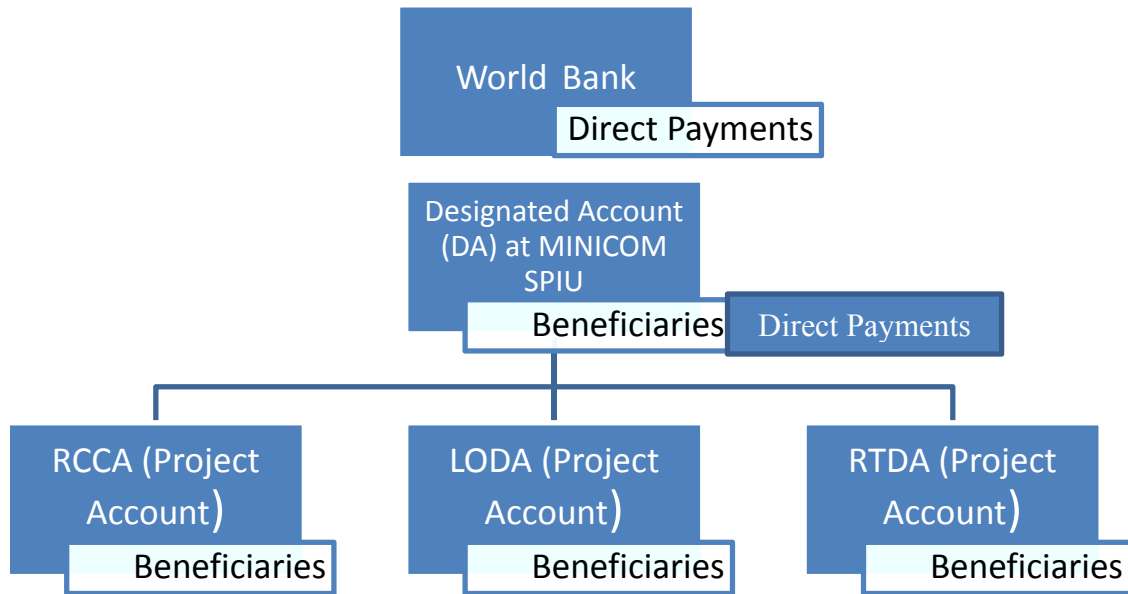 World Bank
Direct Payments
Designated Account
(DA) at MINICOM
SPIU
Beneficiaries
Direct Payments
RCCA (Project
Account)
Beneficiaries
LODA (Project
Account)
Beneficiaries
RTDA (Project
Account)
Beneficiaries